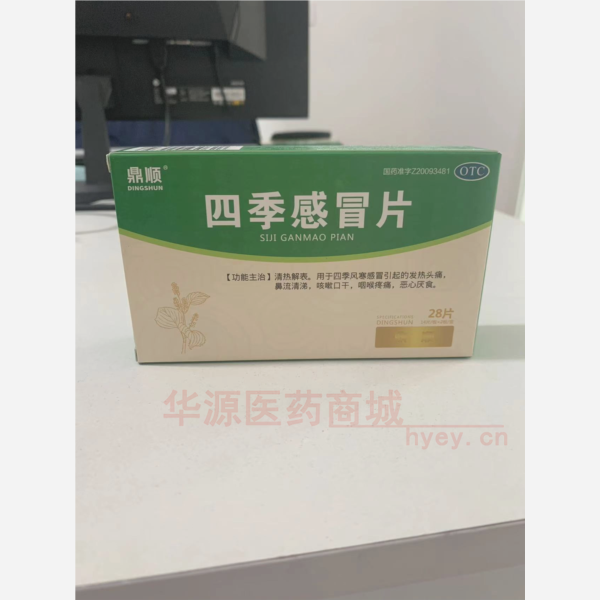 鼎顺®
DINGSHUN
国药准字Z20093481
OTC
四季感冒片
SIJI GANMAO PIAN
【功能主治】清热解表。用于四季风寒感冒引起的发热头痛,
鼻流清涕, 咳嗽口干, 咽喉疼痛, 恶心厌食。
28片
DINGSHUN
华源医药商城
hyey.cn